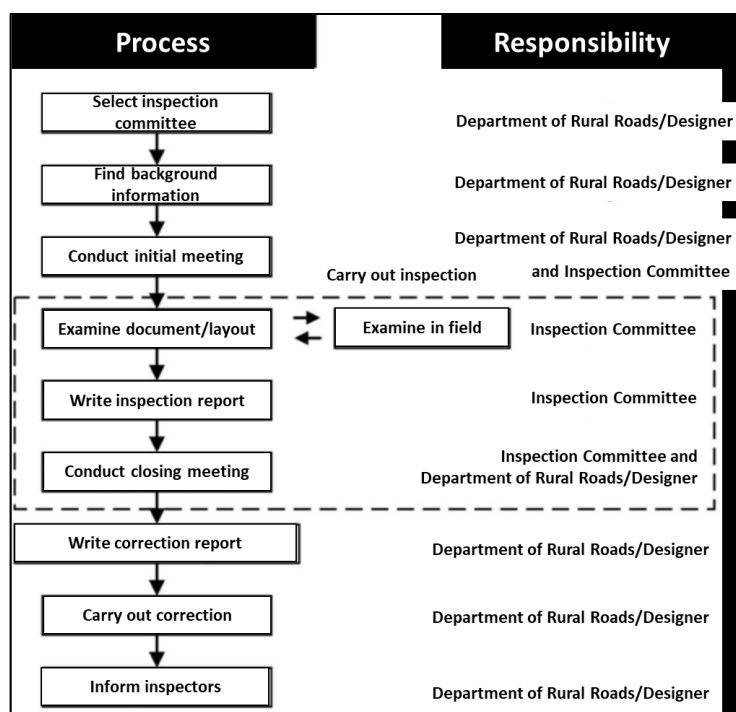 Process
Responsibility
Select inspection
committee
Department of Rural Roads/Designer
Find background
information
Department of Rural Roads/Designer
Conduct initial meeting
Department of Rural Roads/Designer
and Inspection Committee
Carry out inspection
Examine document/layout
Examine in field
Inspection Committee
Write inspection report
Inspection Committee
Conduct closing meeting
Inspection Committee and
Department of Rural Roads/Designer
Write correction report
Department of Rural Roads/Designer
Carry out correction
Department of Rural Roads/Designer
Inform inspectors
Department of Rural Roads/Designer